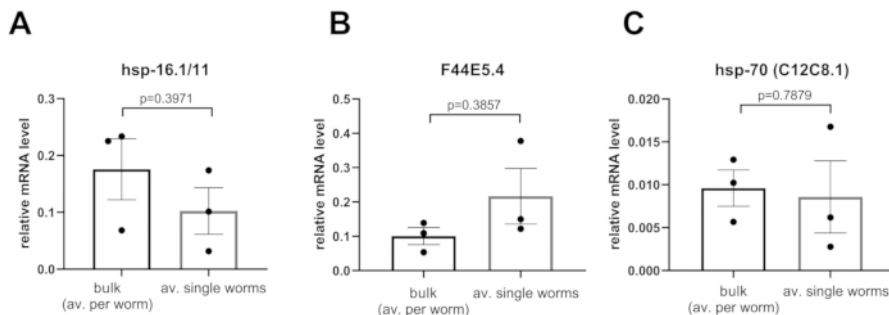 A
hsp-16.1/11
p=0.3971
relative mRNA level
0.3
0.2
0.1
0.0
bulk
(av. per worm)
av. single worms
B
F44E5.4
p=0.3857
relative mRNA level
0.5
0.4
0.3
0.2
0.1
0.0
bulk
(av. per worm)
av. single worms
C
hsp-70 (C12C8.1)
p=0.7879
relative mRNA level
0.020
0.015
0.010
0.005
0.000
bulk
(av. per worm)
av. single worms